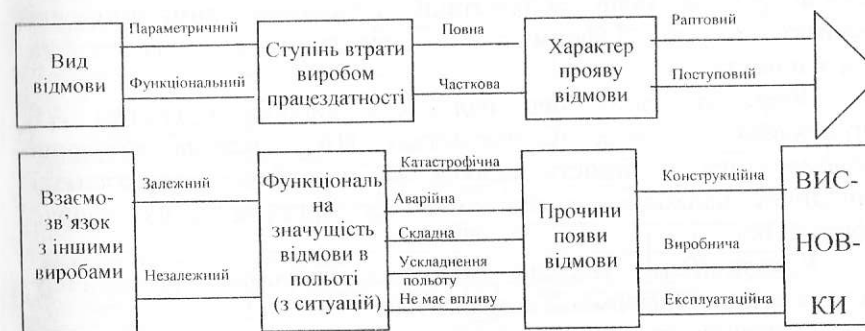 Вид
відмови
Параметричний
Функціональний
Ступінь втрати
виробом
працездатності
Повна
Часткова
Характер
прояву
відмови
Раптовий
Поступовий
Взаємо-
зв’язок
з іншими
виробами
Залежний
Незалежний
Функціональ
на
значущість
відмови в
польоті
(з ситуацій)
Катастрофічна
Аварійна
Складна
Ускладнення
польоту
Не має впливу
Прочини
появи
відмови
Конструкційна
Виробнича
Експлуатаційна
ВИС-
НОВ-
КИ